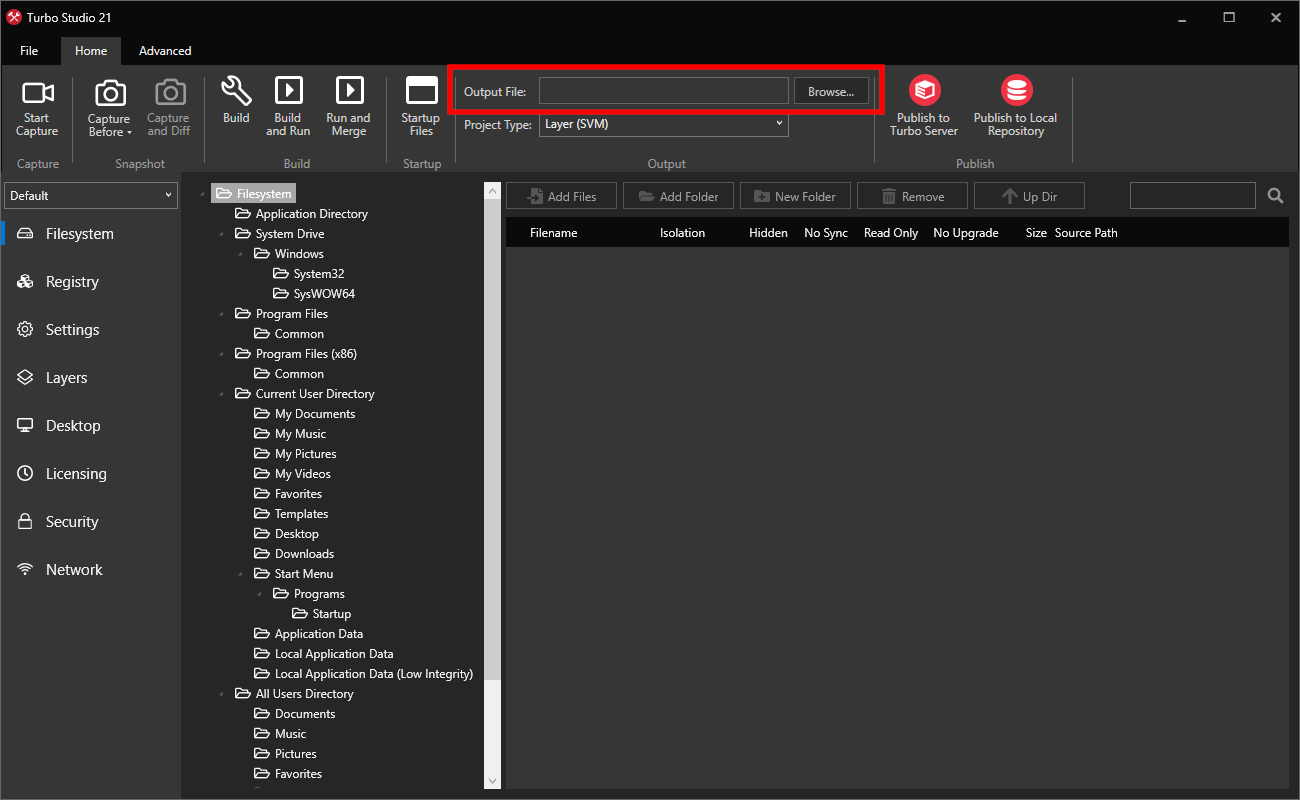 Turbo Studio 21
File Home Advanced
Start Capture
Capture Before
Capture and Diff
Build
Build and Run
Run and Merge
Startup Files
Output File:
Browse...
Project Type:
Layer (SVM)
Publish to Turbo Server
Publish to Local Repository
Capture Snapshot Build Startup Output Publish
Default
Filesystem
Registry
Settings
Layers
Desktop
Licensing
Security
Network
Filesystem
Application Directory
System Drive
Windows
System32
SysWOW64
Program Files
Common
Program Files (x86)
Common
Current User Directory
My Documents
My Music
My Pictures
My Videos
Favorites
Templates
Desktop
Downloads
Start Menu
Programs
Startup
Application Data
Local Application Data
Local Application Data (Low Integrity)
All Users Directory
Documents
Music
Pictures
Favorites
Add Files Add Folder New Folder Remove Up Dir
Filename Isolation Hidden No Sync Read Only No Upgrade Size Source Path